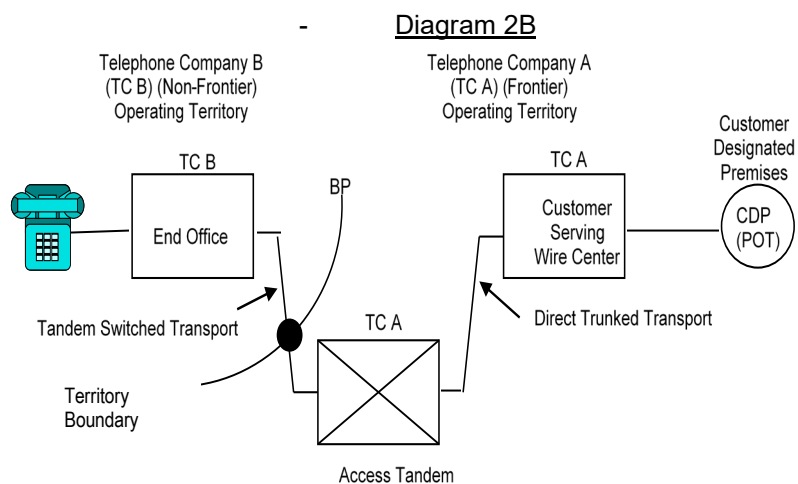 - Diagram 2B
Telephone Company B
(TC B) (Non-Frontier)
Operating Territory
Telephone Company A
(TC A) (Frontier)
Operating Territory
Customer
Designated
Premises
TC B
BP
TC A
End Office
Customer
Serving
Wire Center
CDP
(POT)
Tandem Switched Transport
TC A
Direct Trunked Transport
Territory
Boundary
Access Tandem